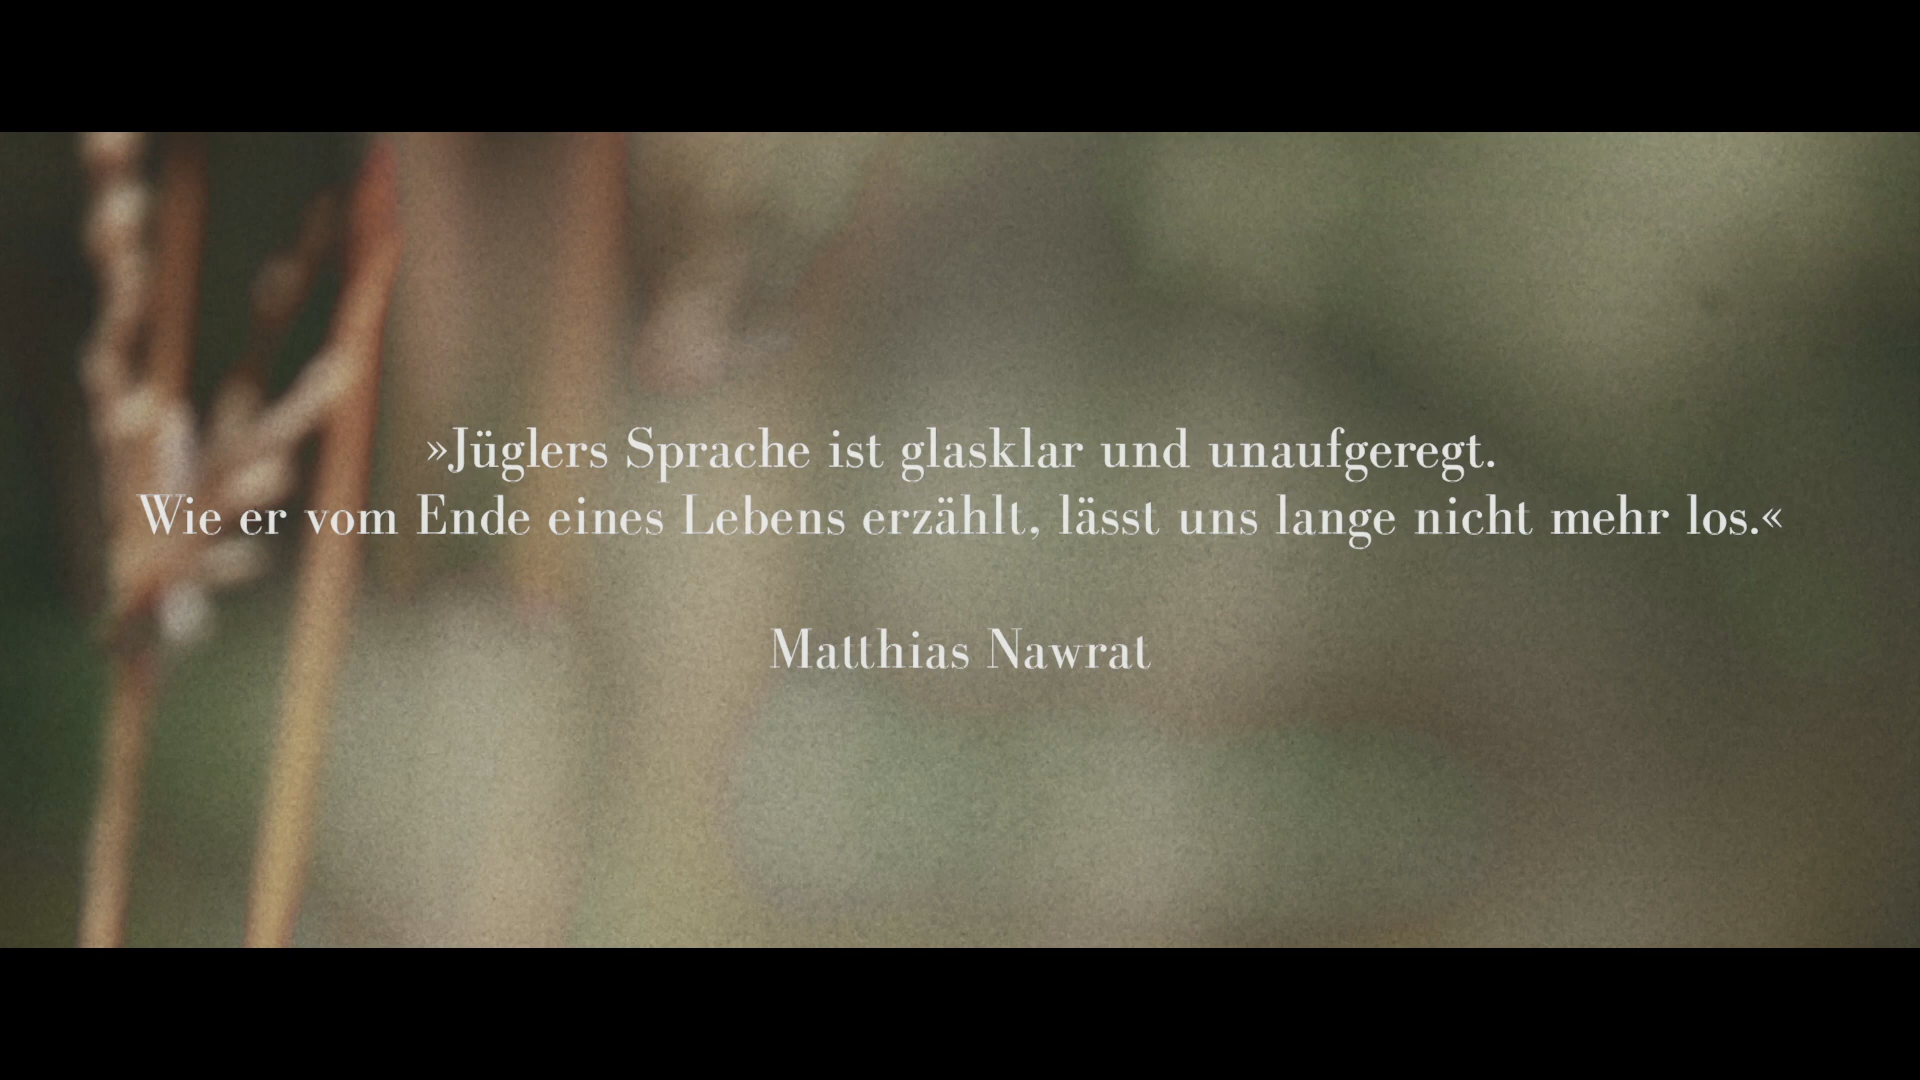 »Jüglers Sprache ist glasklar und unaufgeregt.
Wie er vom Ende eines Lebens erzählt, lässt uns lange nicht mehr los.«
Matthias Nawrat